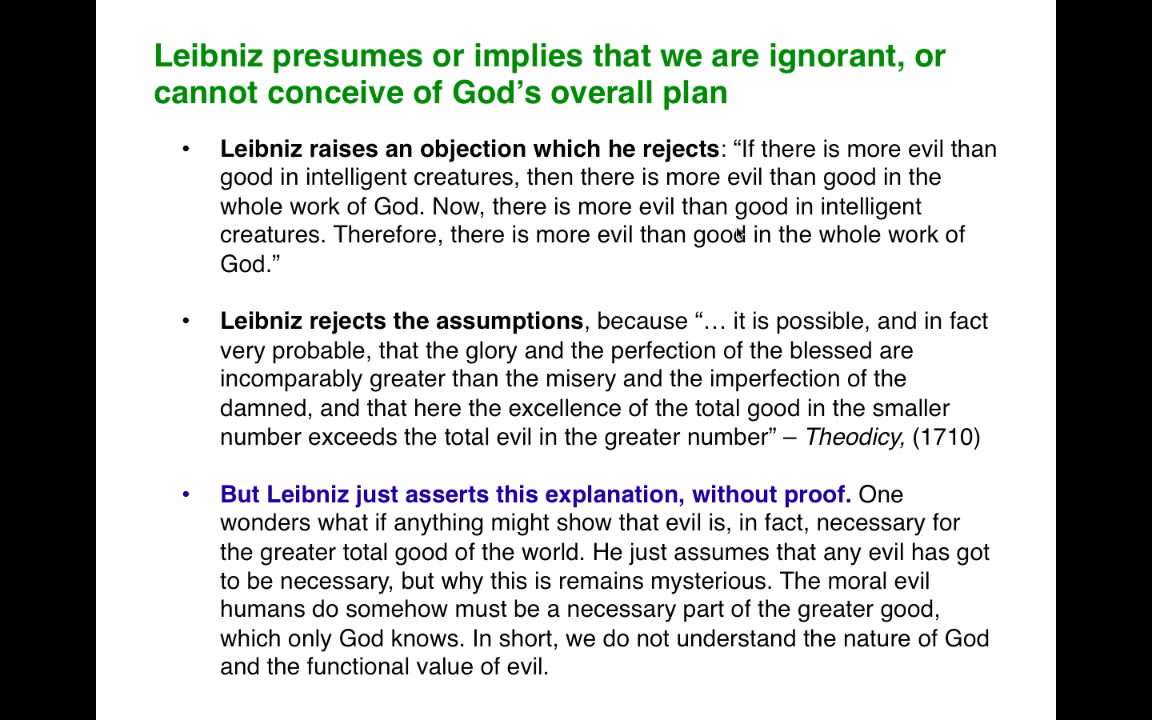 Leibniz presumes or implies that we are ignorant, or
cannot conceive of God’s overall plan
• Leibniz raises an objection which he rejects: “If there is more evil than
good in intelligent creatures, then there is more evil than good in the
whole work of God. Now, there is more evil than good in intelligent
creatures. Therefore, there is more evil than good in the whole work of
God.”
• Leibniz rejects the assumptions, because “… it is possible, and in fact
very probable, that the glory and the perfection of the blessed are
incomparably greater than the misery and the imperfection of the
damned, and that here the excellence of the total good in the smaller
number exceeds the total evil in the greater number” – Theodicy, (1710)
• But Leibniz just asserts this explanation, without proof. One
wonders what if anything might show that evil is, in fact, necessary for
the greater total good of the world. He just assumes that any evil has got
to be necessary, but why this is remains mysterious. The moral evil
humans do somehow must be a necessary part of the greater good,
which only God knows. In short, we do not understand the nature of God
and the functional value of evil.